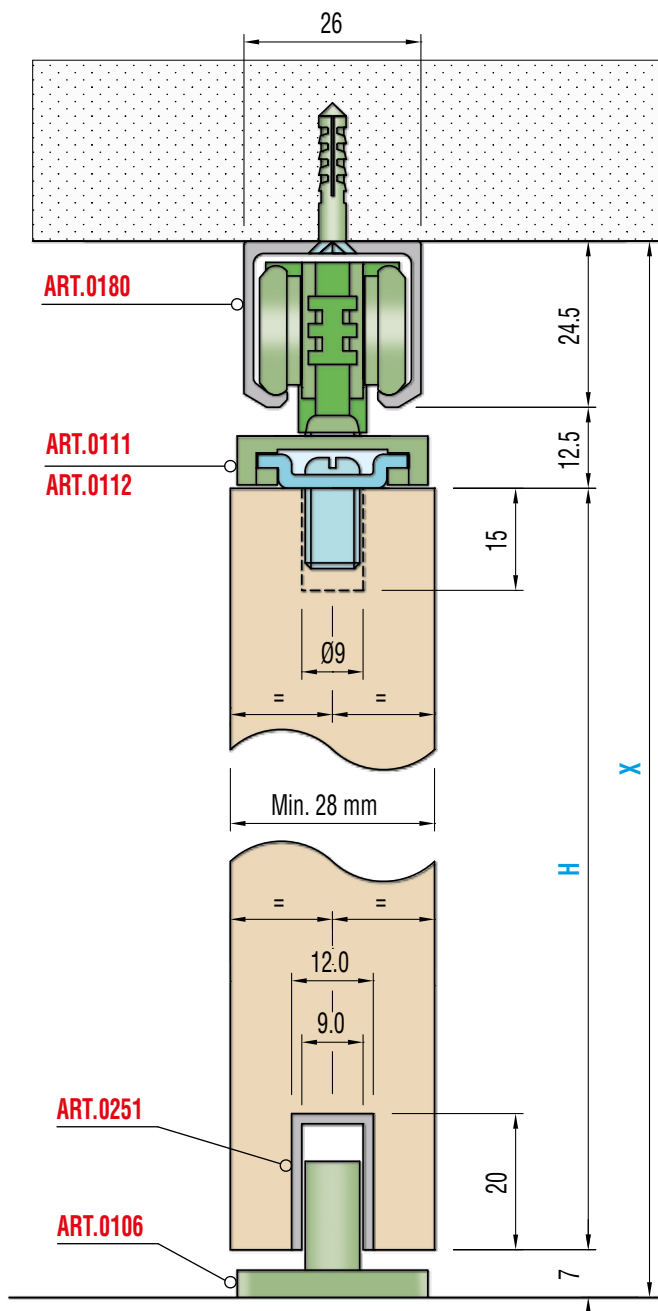 26
ART.0180
24.5
ART.0111
ART.0112
12.5
15
Ø9
= =
X
Min. 28 mm
H
= =
12.0
9.0
ART.0251
20
ART.0106
7